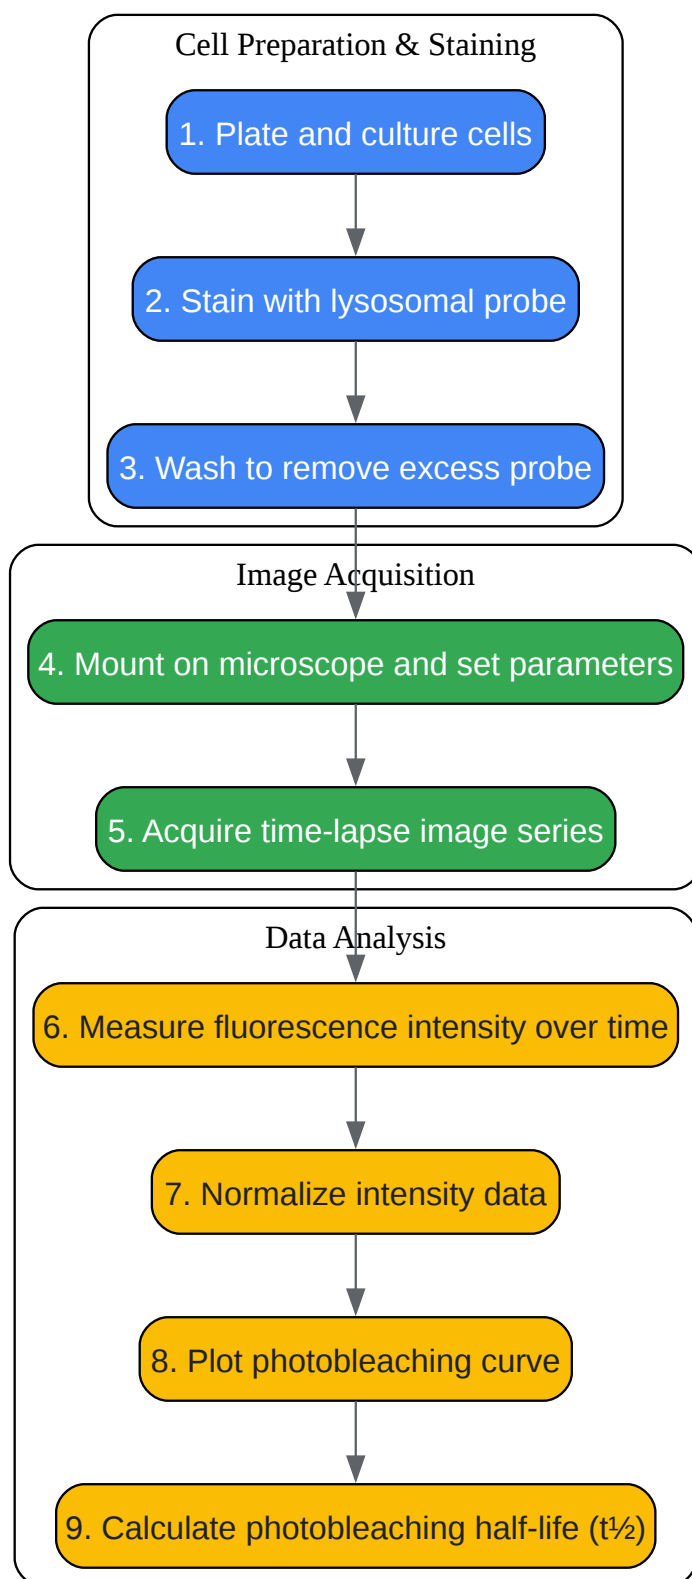 Cell Preparation & Staining
1. Plate and culture cells
2. Stain with lysosomal probe
3. Wash to remove excess probe
Image Acquisition
4. Mount on microscope and set parameters
5. Acquire time-lapse image series
Data Analysis
6. Measure fluorescence intensity over time
7. Normalize intensity data
8. Plot photobleaching curve
9. Calculate photobleaching half-life (t½)